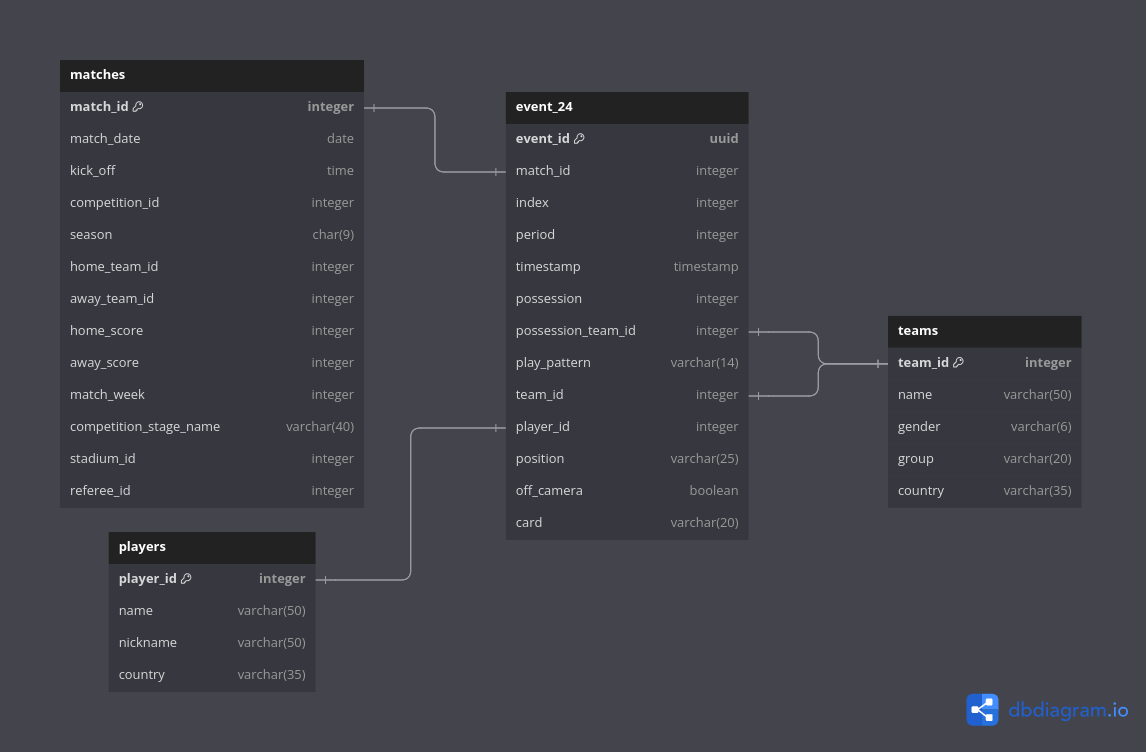 matches
match_id integer
match_date date
kick_off time
competition_id integer
season char(9)
home_team_id integer
away_team_id integer
home_score integer
away_score integer
match_week integer
competition_stage_name varchar(40)
stadium_id integer
referee_id integer
players
player_id integer
name varchar(50)
nickname varchar(50)
country varchar(35)
event_24
event_id uuid
match_id integer
index integer
period integer
timestamp timestamp
possession integer
possession_team_id integer
play_pattern varchar(14)
team_id integer
player_id integer
position varchar(25)
off_camera boolean
card varchar(20)
teams
team_id integer
name varchar(50)
gender varchar(6)
group varchar(20)
country varchar(35)
dbdiagram.io